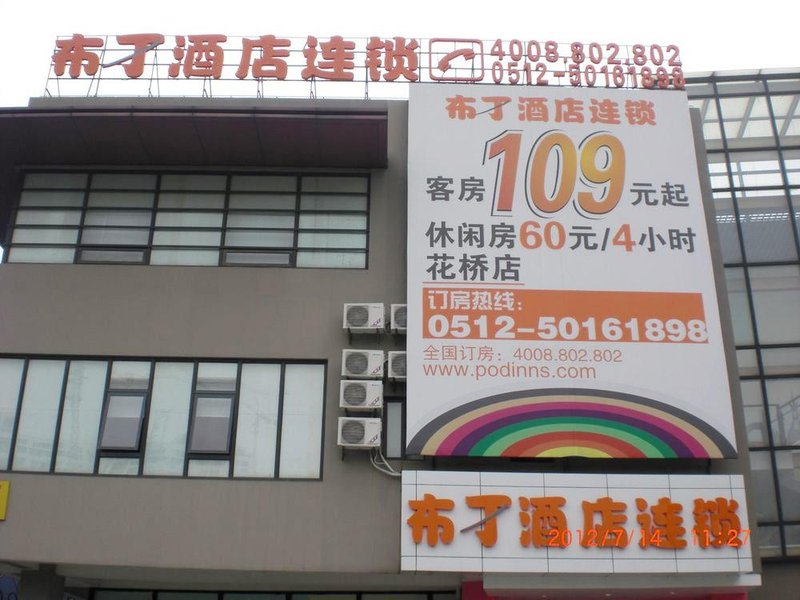 布丁酒店连锁
4008.802.802
0512-50161898
布丁酒店连锁
客房109元起
休闲房60元/4小时
花桥店
订房热线:
0512-50161898
全国订房: 4008.802.802
www.podinns.com
布丁酒店连锁
2012/7/14 11:27